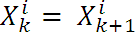 X_k^i = X_{k+1}^i